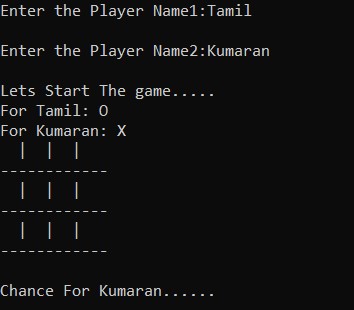 Enter the Player Name1:Tamil
Enter the Player Name2:Kumaran
Lets Start The game.....
For Tamil: O
For Kumaran: X
  |  |  |
------------
  |  |  |
------------
  |  |  |
------------
Chance For Kumaran......